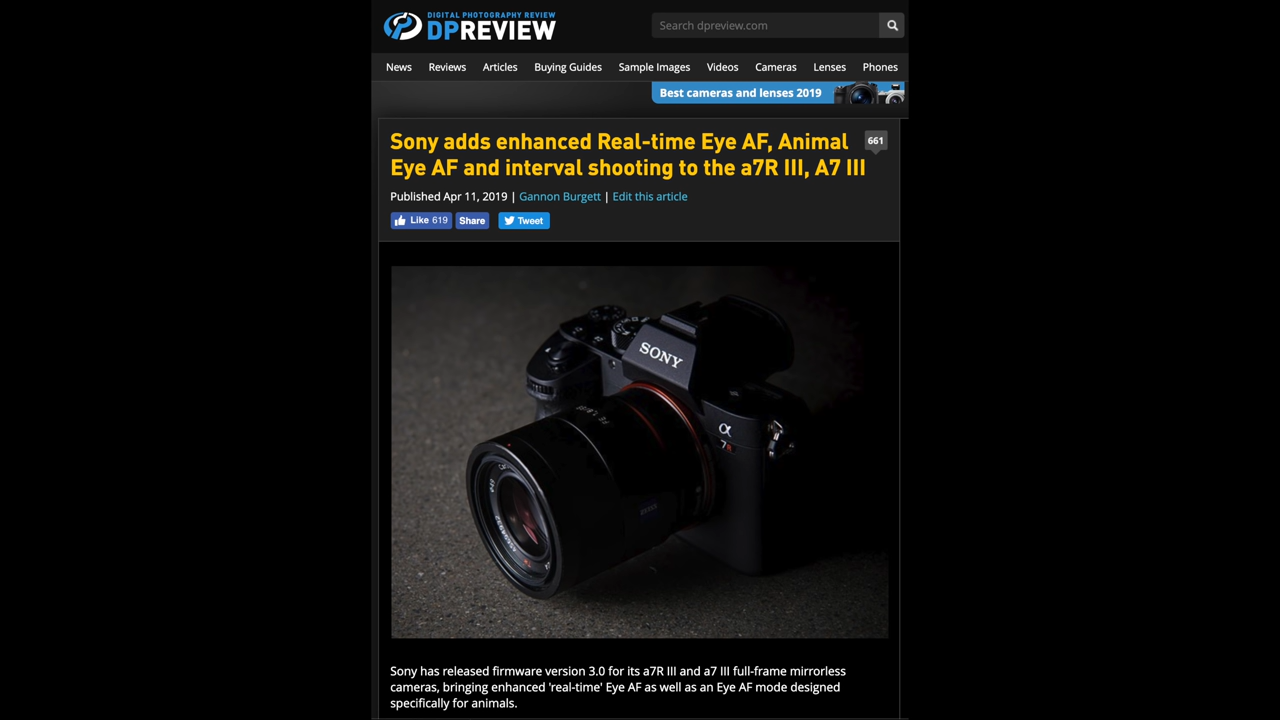 DIGITAL PHOTOGRAPHY REVIEW
DPREVIEW
Search dpreview.com
News Reviews Articles Buying Guides Sample Images Videos Cameras Lenses Phones
Best cameras and lenses 2019
Sony adds enhanced Real-time Eye AF, Animal
Eye AF and interval shooting to the a7R III, A7 III
661
Published Apr 11, 2019 | Gannon Burgett | Edit this article
Like 619 Share Tweet
SONY
α
7R
Sony has released firmware version 3.0 for its a7R III and a7 III full-frame mirrorless
cameras, bringing enhanced 'real-time' Eye AF as well as an Eye AF mode designed
specifically for animals.